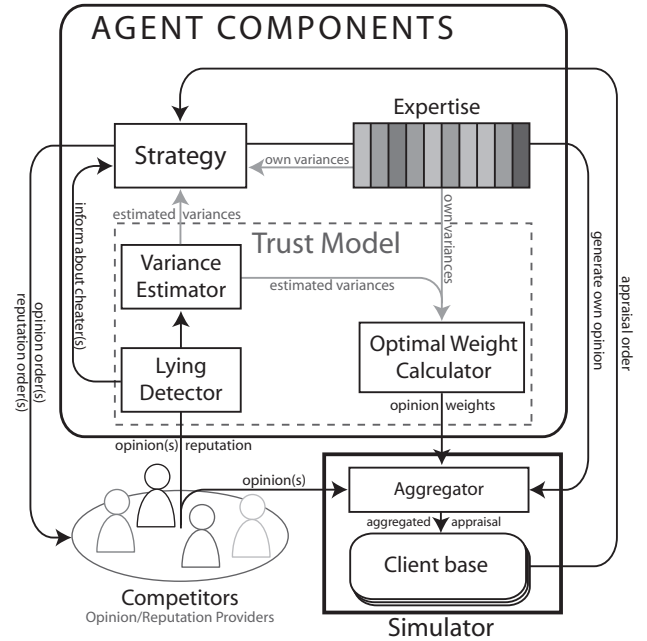 AGENT COMPONENTS
Expertise
Strategy
own variances
estimated variances
own variances
inform about cheater(s)
opinion order(s)
reputation order(s)
generate own opinion
appraisal order
Trust Model
Variance
Estimator
estimated variances
Lying
Detector
Optimal Weight
Calculator
opinion weights
opinion(s) reputation
opinion(s)
Aggregator
aggregated appraisal
Client base
Competitors
Opinion/Reputation Providers
Simulator